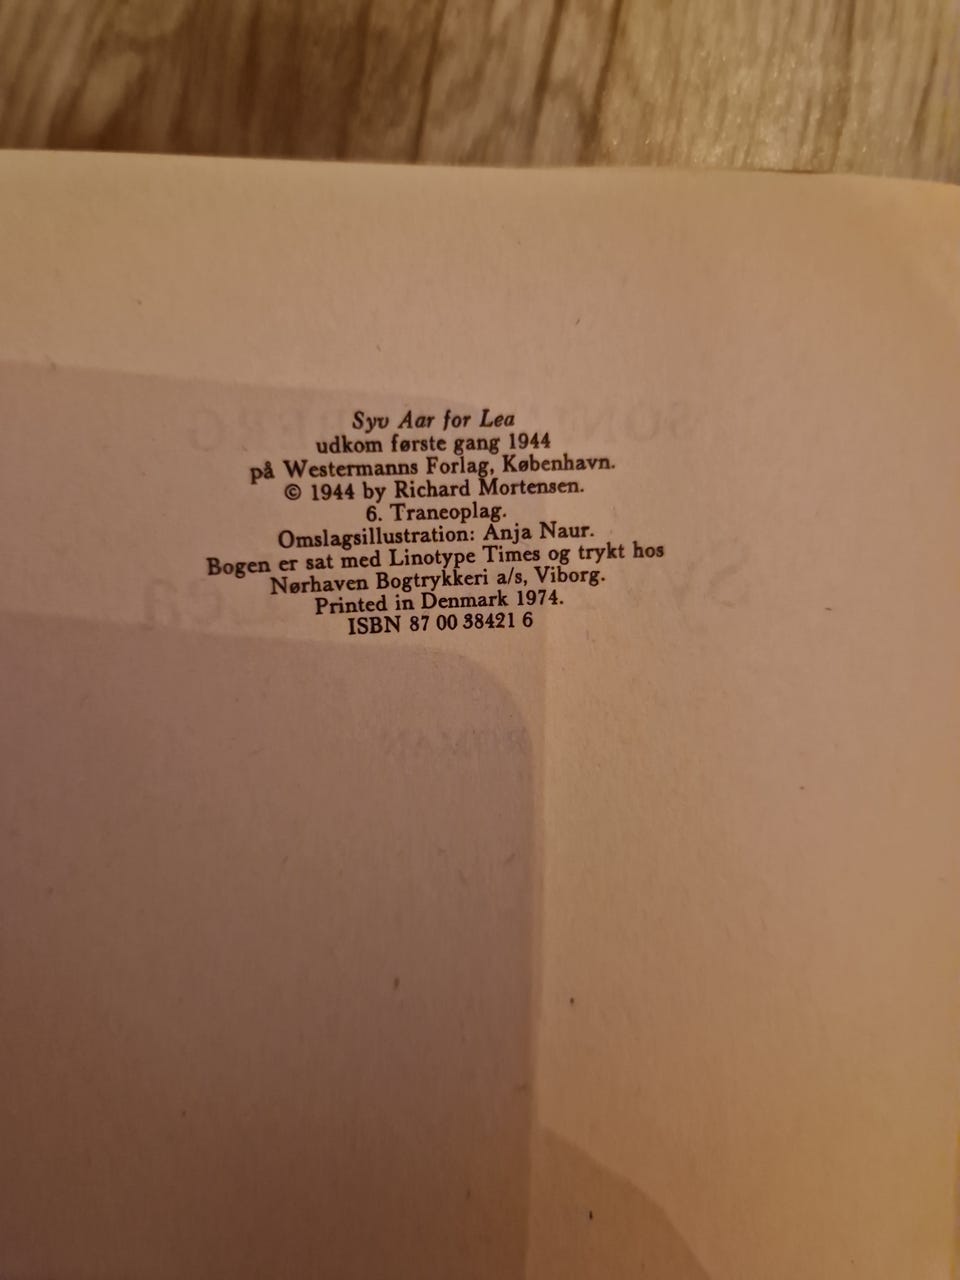 Syv Aar for Lea
udkom første gang 1944
på Westermanns Forlag, København.
© 1944 by Richard Mortensen.
6. Traneoplag.
Omslagsillustration: Anja Naur.
Bogen er sat med Linotype Times og trykt hos
Nørhaven Bogtrykkeri a/s, Viborg.
Printed in Denmark 1974.
ISBN 87 00 38421 6